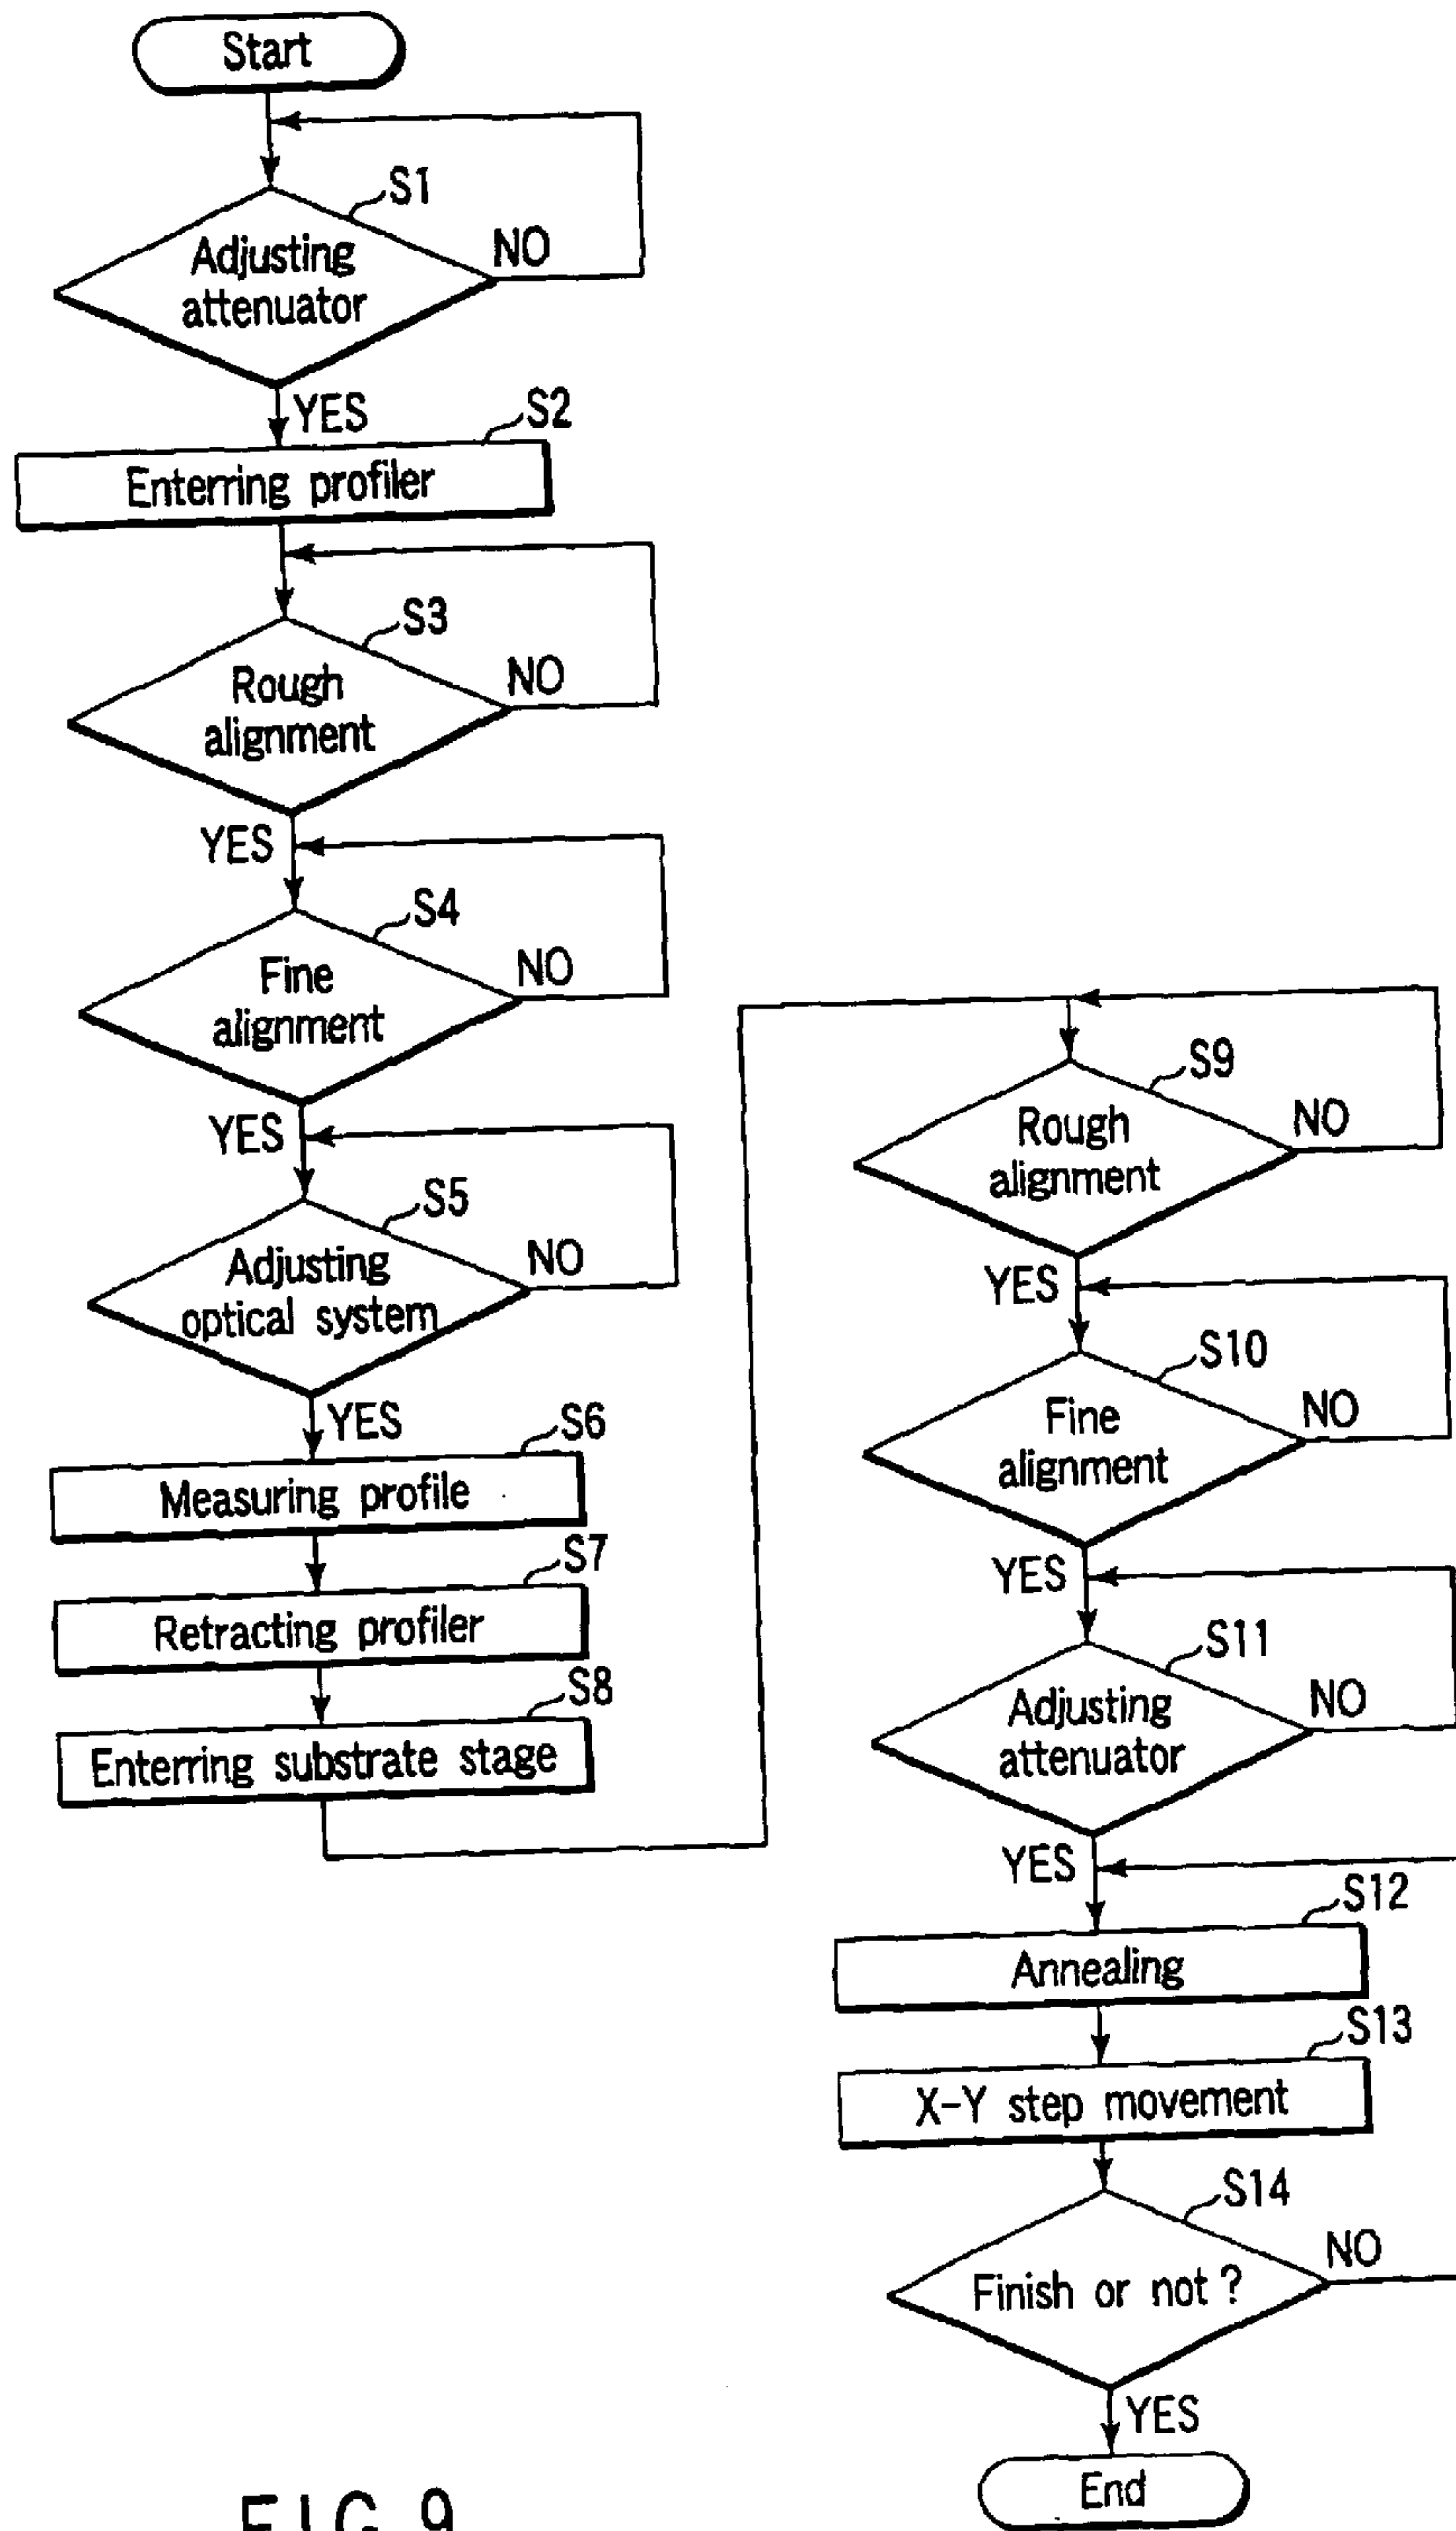 Start
S1
Adjusting
attenuator
NO
YES
S2
Enterring profiler
S3
Rough
alignment
NO
YES
S4
Fine
alignment
NO
YES
S5
Adjusting
optical system
NO
YES
S6
Measuring profile
S7
Retracting profiler
S8
Enterring substrate stage
S9
Rough
alignment
NO
YES
S10
Fine
alignment
NO
YES
S11
Adjusting
attenuator
NO
YES
S12
Annealing
S13
X-Y step movement
S14
Finish or not?
NO
YES
End
FIG. 9